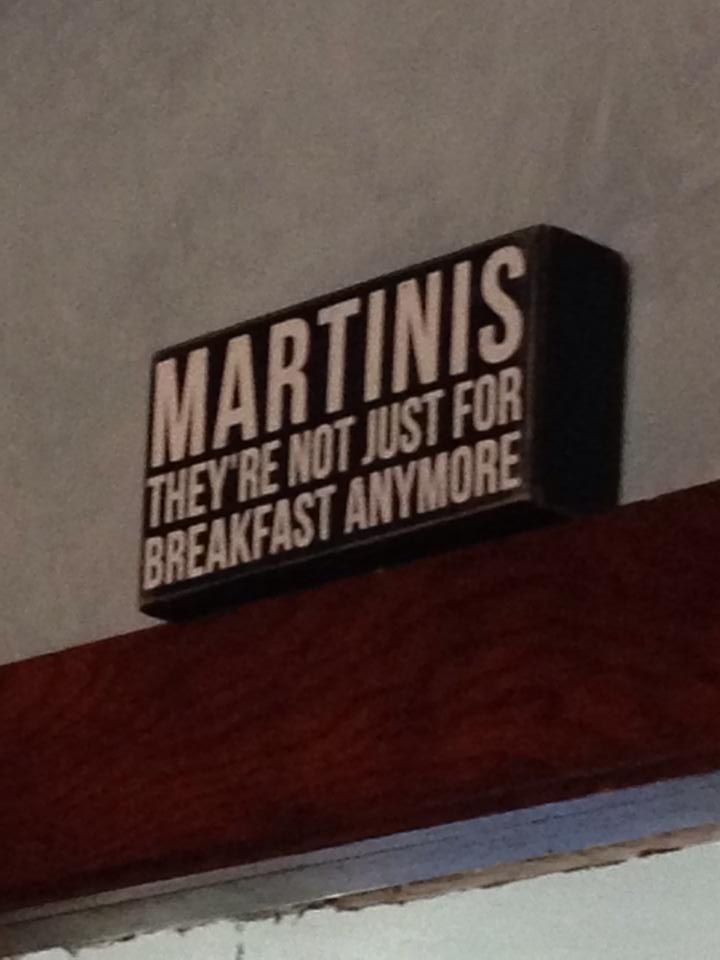 MARTINIS
THEY'RE NOT JUST FOR
BREAKFAST ANYMORE